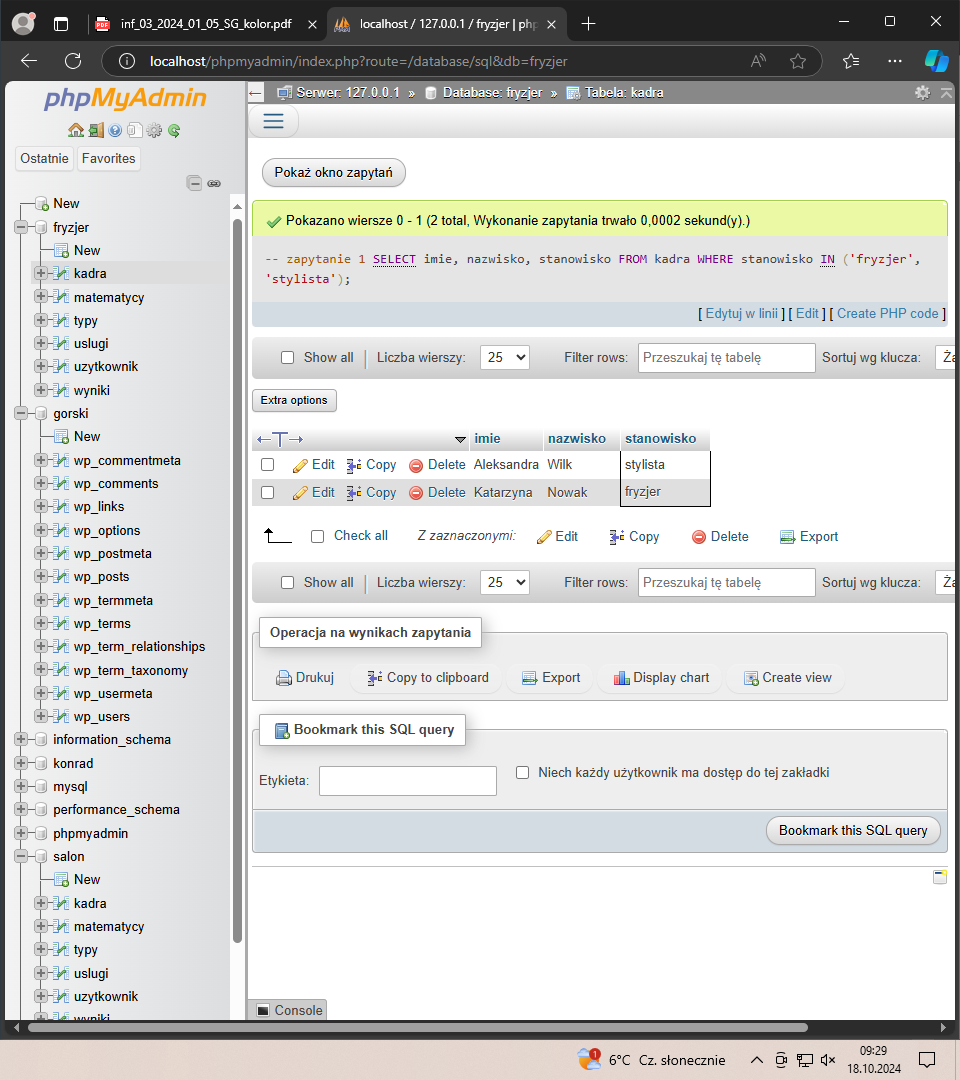 inf_03_2024_01_05_SG_kolor.pdf
localhost / 127.0.0.1 / fryzjer | php
localhost/phpmyadmin/index.php?route=/database/sql&db=fryzjer
phpMyAdmin
Ostatnie
Favorites
New
fryzjer
New
kadra
matematycy
typy
uslugi
uzytkownik
wyniki
gorski
New
wp_commentmeta
wp_comments
wp_links
wp_options
wp_postmeta
wp_posts
wp_termmeta
wp_terms
wp_term_relationships
wp_term_taxonomy
wp_usermeta
wp_users
information_schema
konrad
mysql
performance_schema
phpmyadmin
salon
New
kadra
matematycy
typy
uslugi
uzytkownik
wyniki
Serwer: 127.0.0.1 » Database: fryzjer » Tabela: kadra
Pokaż okno zapytań
Pokazano wiersze 0 - 1 (2 total, Wykonanie zapytania trwało 0,0002 sekund(y).)
-- zapytanie 1 SELECT imie, nazwisko, stanowisko FROM kadra WHERE stanowisko IN ('fryzjer',
'stylista');
[ Edytuj w linii ] [ Edit ] [ Create PHP code ]
Show all | Liczba wierszy: 25 Filter rows: Przeszukaj tę tabelę Sortuj wg klucza: Ża
Extra options
←T→ imie nazwisko stanowisko
Edit Copy Delete Aleksandra Wilk stylista
Edit Copy Delete Katarzyna Nowak fryzjer
Check all Z zaznaczonymi: Edit Copy Delete Export
Show all | Liczba wierszy: 25 Filter rows: Przeszukaj tę tabelę Sortuj wg klucza: Ża
Operacja na wynikach zapytania
Drukuj Copy to clipboard Export Display chart Create view
Bookmark this SQL query
Etykieta: Niech każdy użytkownik ma dostęp do tej zakładki
Bookmark this SQL query
Console
1 6°C Cz. słonecznie
09:29
18.10.2024